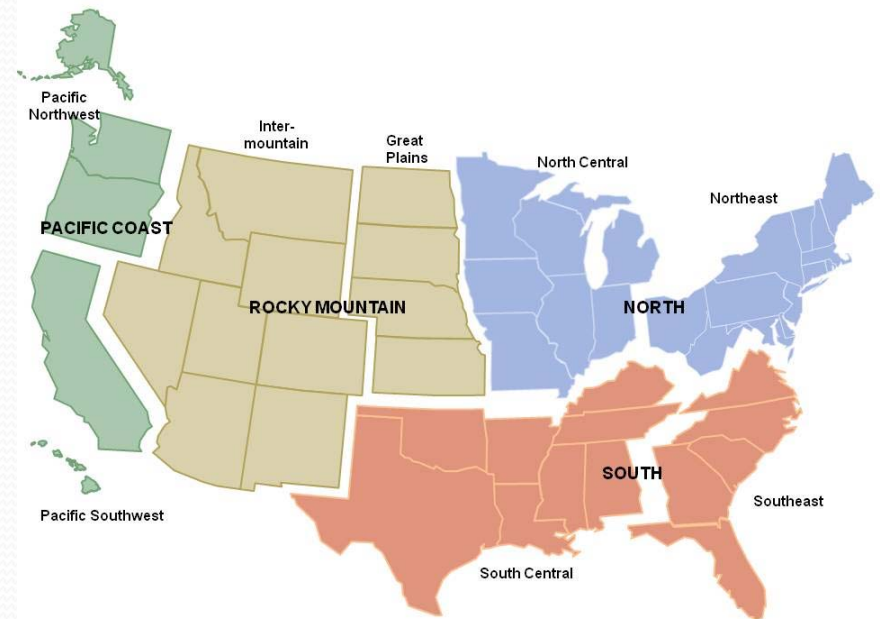 Pacific
Northwest
Inter-
mountain
Great
Plains
North Central
Northeast
PACIFIC COAST
ROCKY MOUNTAIN
NORTH
SOUTH
Southeast
Pacific Southwest
South Central